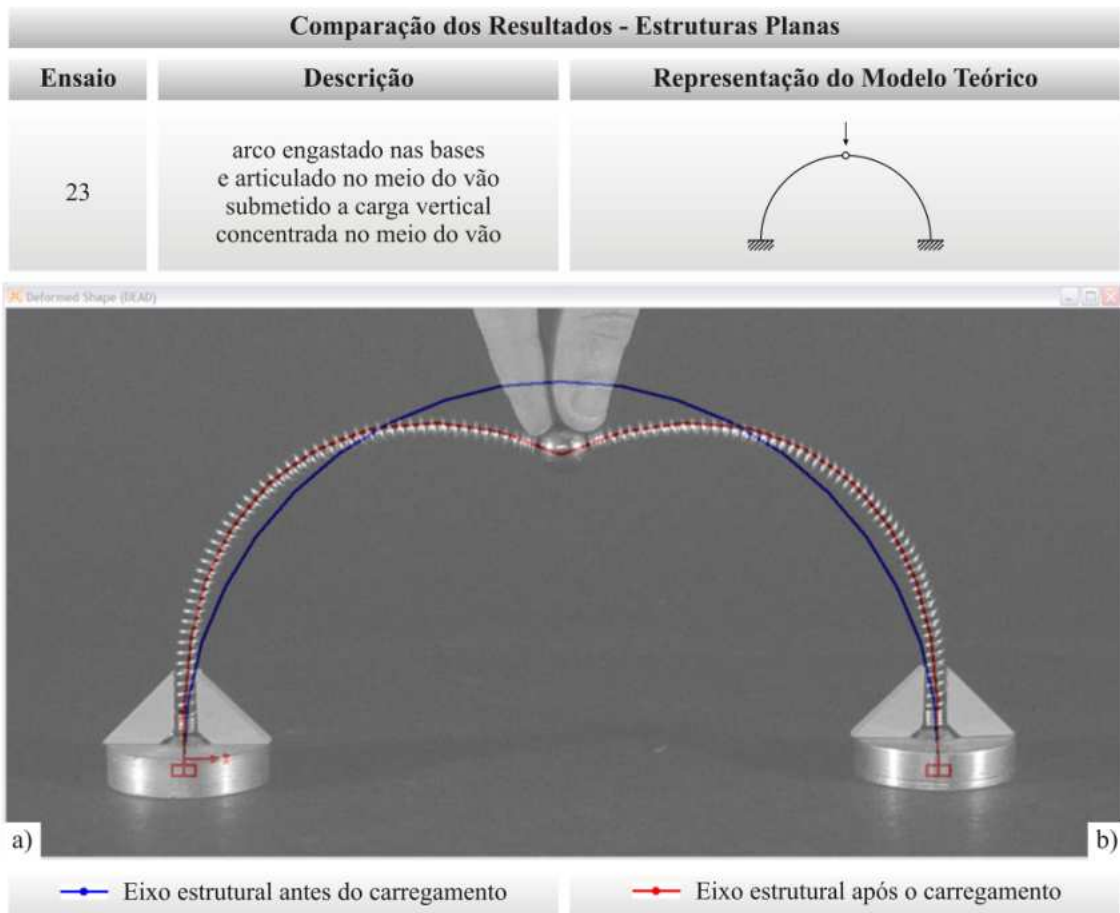 Comparação dos Resultados - Estruturas Planas
Ensaio
Descrição
Representação do Modelo Teórico
23
arco engastado nas bases
e articulado no meio do vão
submetido a carga vertical
concentrada no meio do vão
Deformed Shape (DEAD)
a)
b)
Eixo estrutural antes do carregamento
Eixo estrutural após o carregamento